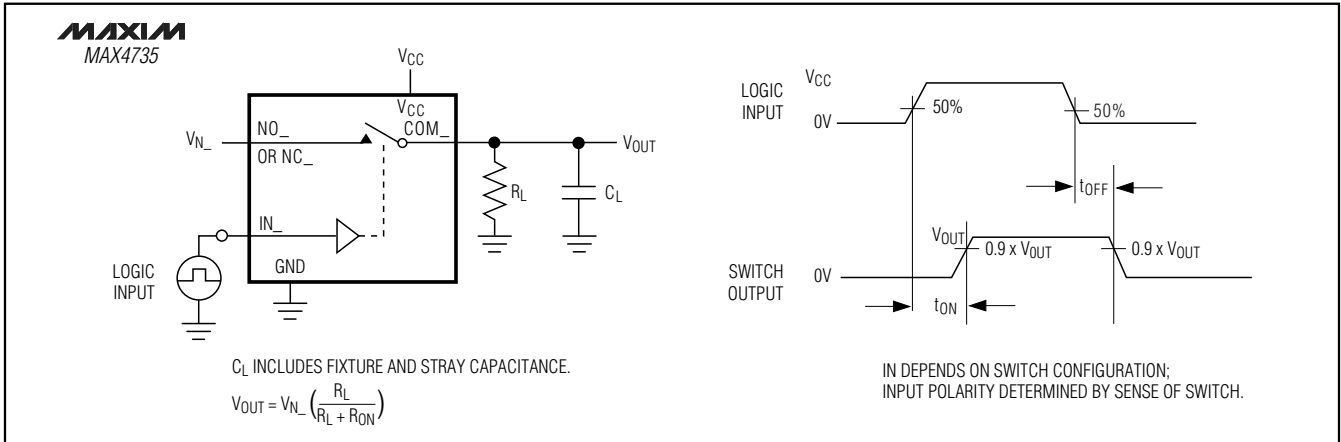 MAXIM
MAX4735
VCC
VCC
VN_
NO_
COM_
VOUT
OR NC_
RL
CL
IN_
GND
LOGIC
INPUT
CL INCLUDES FIXTURE AND STRAY CAPACITANCE.
VOUT = VN_ (RL / RL + RON)
LOGIC
INPUT
VCC
0V
50%
50%
tOFF
SWITCH
OUTPUT
VOUT
0V
0.9 x VOUT
0.9 x VOUT
tON
IN DEPENDS ON SWITCH CONFIGURATION;
INPUT POLARITY DETERMINED BY SENSE OF SWITCH.